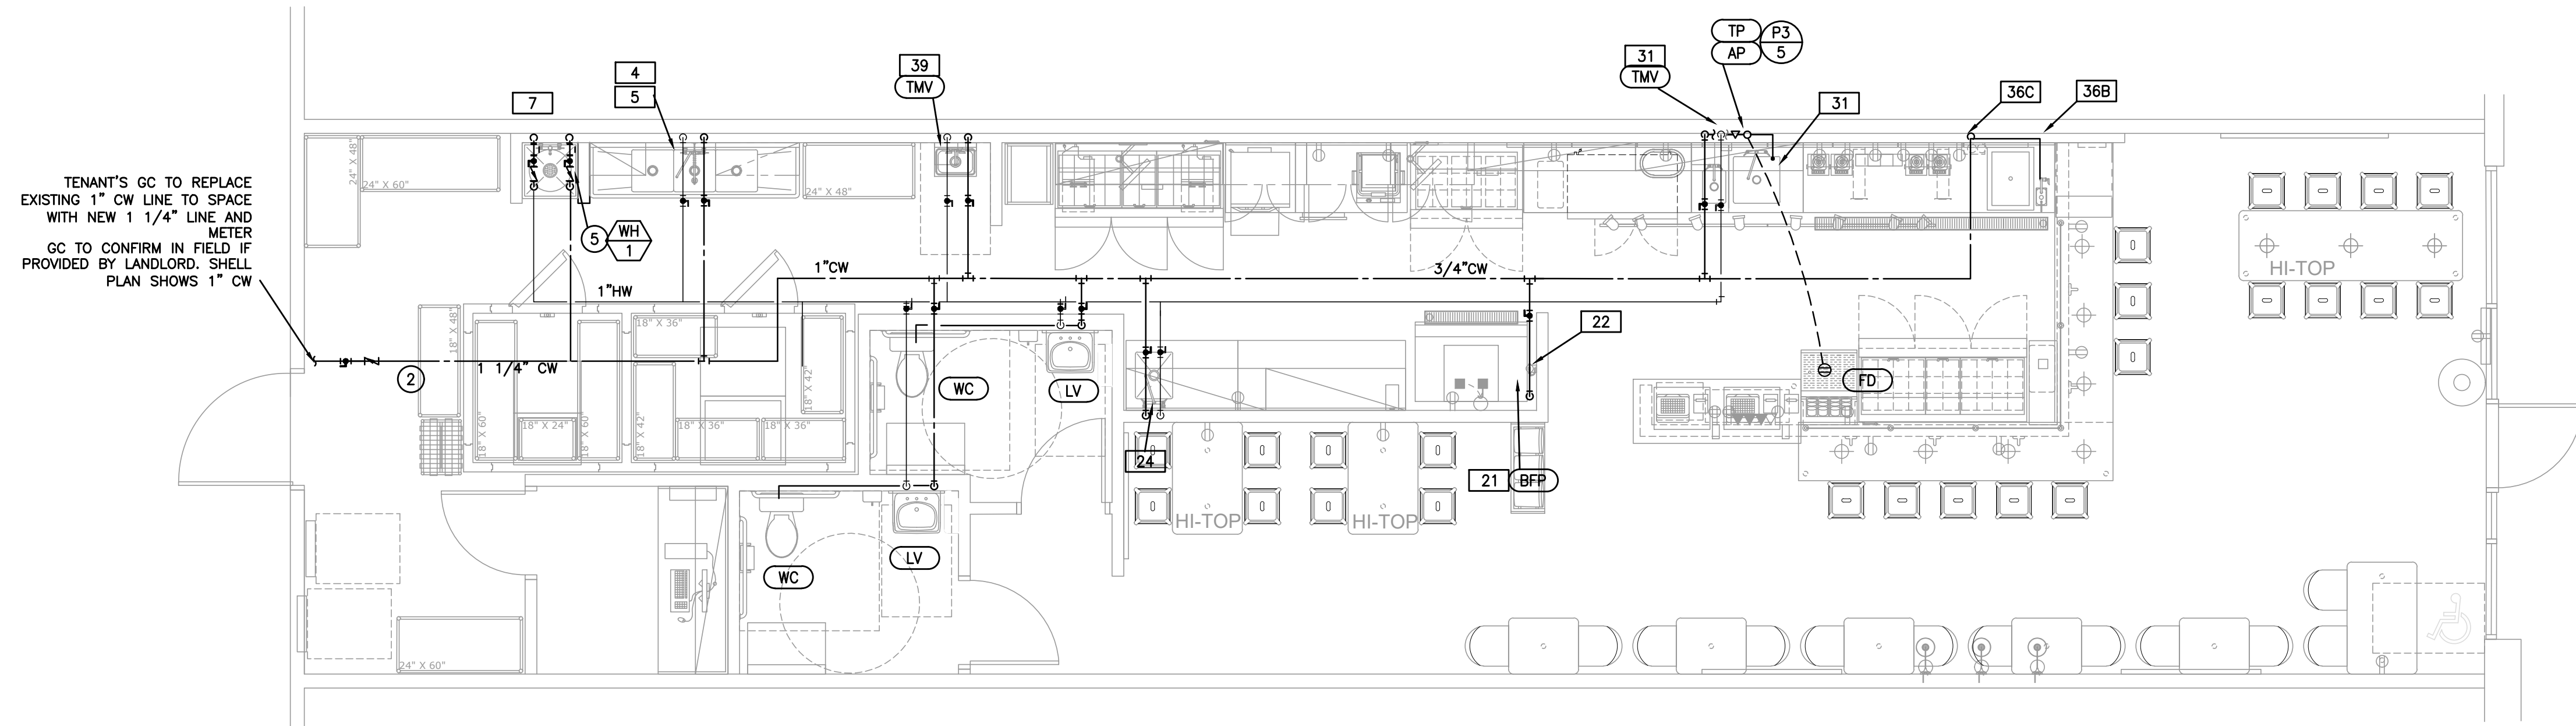 TP
P3
AP
5
31
TMV
39
TMV
4
5
7
36C
36B
31
TENANT'S GC TO REPLACE
EXISTING 1" CW LINE TO SPACE
WITH NEW 1 1/4" LINE AND
METER
GC TO CONFIRM IN FIELD IF
PROVIDED BY LANDLORD. SHELL
PLAN SHOWS 1" CW
24" X 48"
24" X 60"
24" X 48"
5
WH
1
1"CW
3/4"CW
1"HW
HI-TOP
18" X 48"
18" X 36"
22
1 1/4" CW
2
WC
LV
FD
18" X 42"
18" X 60"
18" X 24"
18" X 60"
18" X 42"
18" X 36"
18" X 36"
24
21
BFP
HI-TOP
HI-TOP
LV
WC
24" X 60"